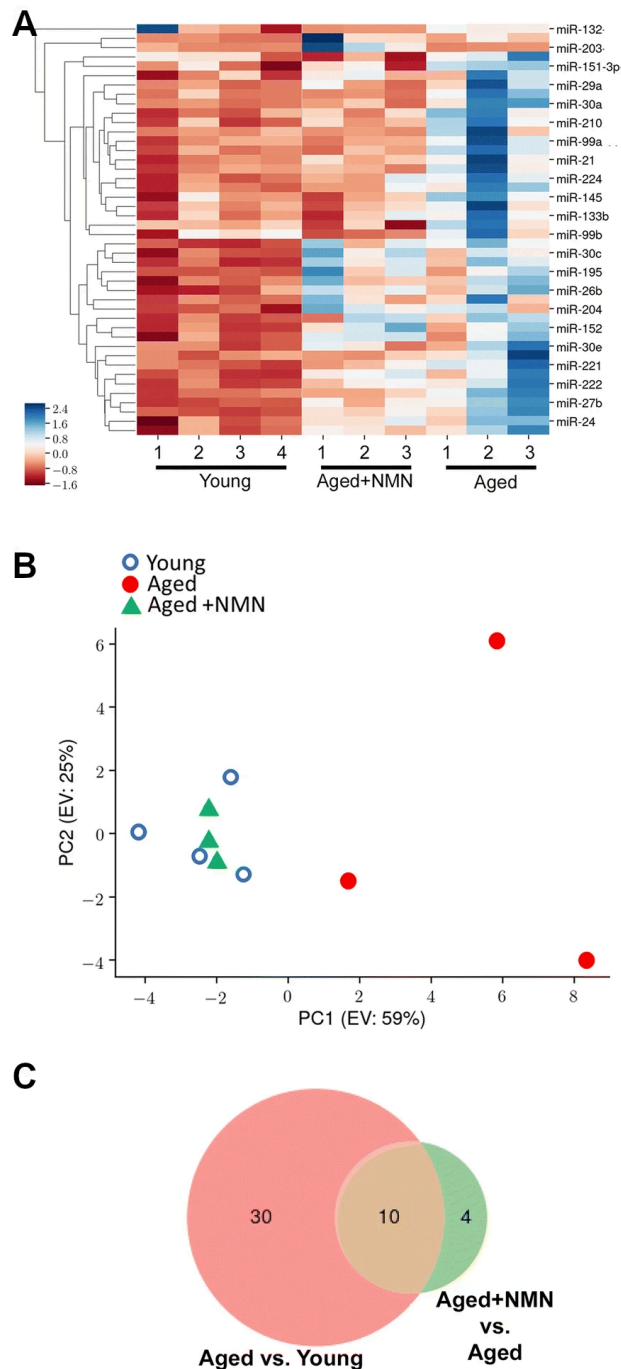 A
miR-132
miR-203
miR-151-3p
miR-29a
miR-30a
miR-210
miR-99a
miR-21
miR-224
miR-145
miR-133b
miR-99b
miR-30c
miR-195
miR-26b
miR-204
miR-152
miR-30e
miR-221
miR-222
miR-27b
miR-24
2.4
1.6
0.8
0.0
−0.8
−1.6
1 2 3 4 1 2 3 1 2 3
Young Aged+NMN Aged
B
Young
Aged
Aged +NMN
6
4
2
0
−2
−4
PC2 (EV: 25%)
−4 −2 0 2 4 6 8
PC1 (EV: 59%)
C
30 10 4
Aged+NMN
vs.
Aged
Aged vs. Young